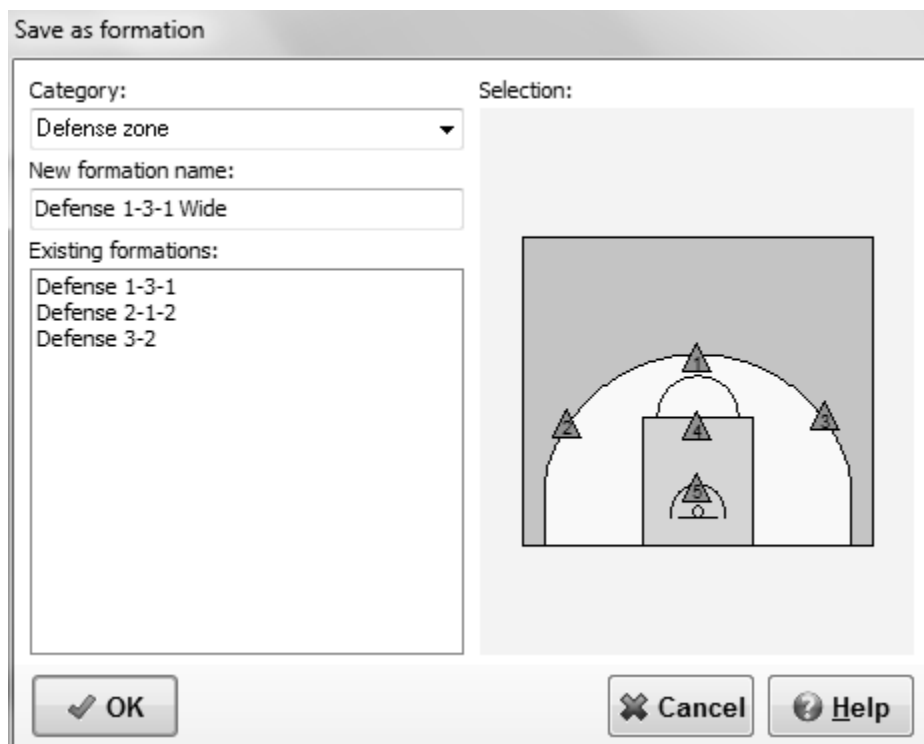 Save as formation
Category:
Selection:
Defense zone
New formation name:
Defense 1-3-1 Wide
Existing formations:
Defense 1-3-1
Defense 2-1-2
Defense 3-2
1
2
3
4
5
OK
Cancel
Help